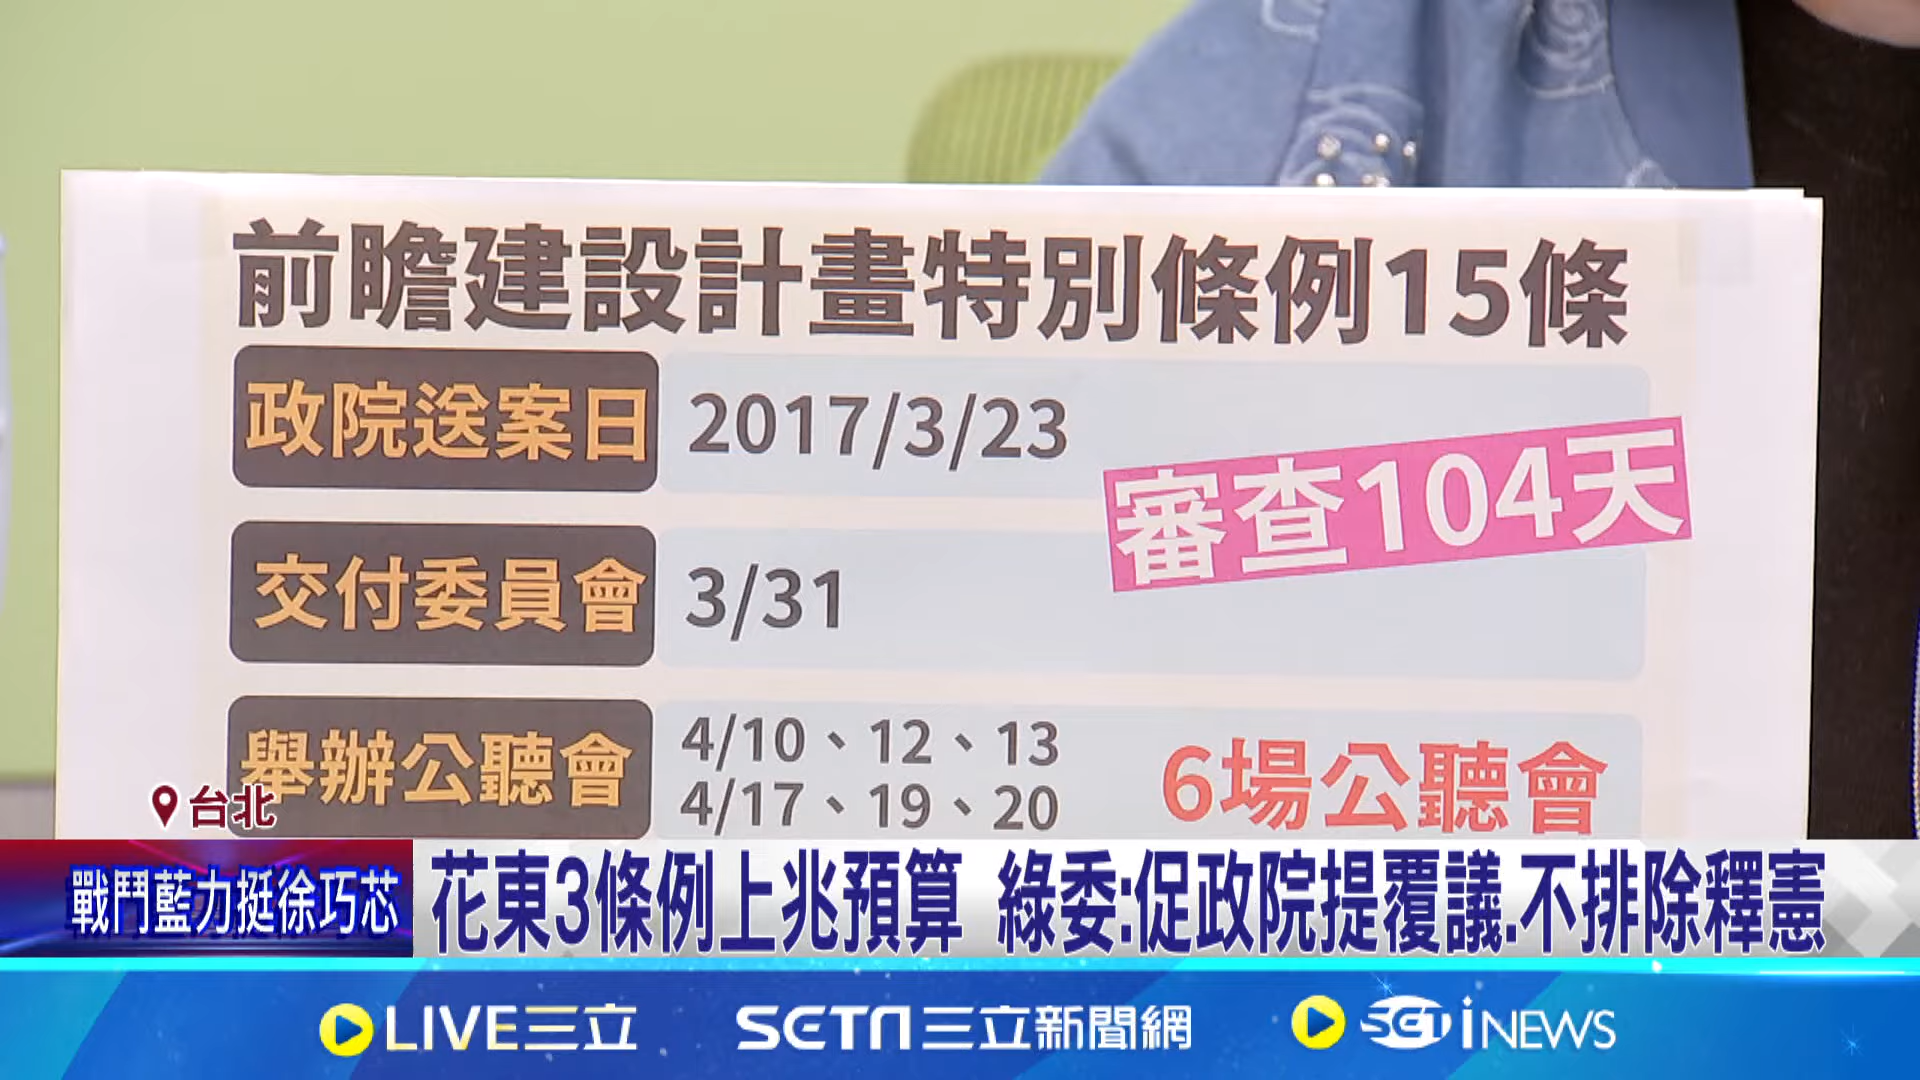 前瞻建設計畫特別條例15條
政院送案日 2017/3/23
審查104天
交付委員會 3/31
舉辦公聽會 4/10、12、13
4/17、19、20
6場公聽會
台北
戰鬥藍力挺徐巧芯
花東3條例上兆預算 綠委:促政院提覆議.不排除釋憲
LIVE三立 SETN三立新聞網 SETiNEWS